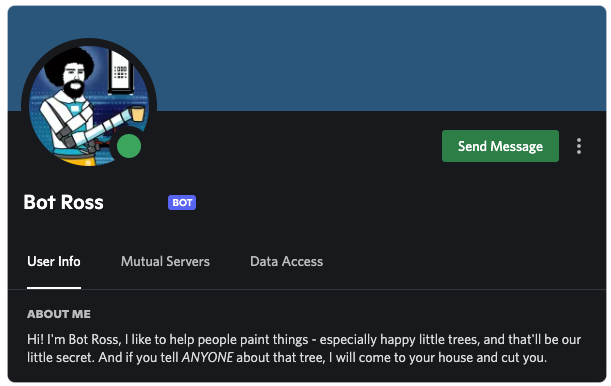 Send Message
Bot Ross BOT
User Info Mutual Servers Data Access
ABOUT ME
Hi! I'm Bot Ross, I like to help people paint things - especially happy little trees, and that'll be our
little secret. And if you tell ANYONE about that tree, I will come to your house and cut you.